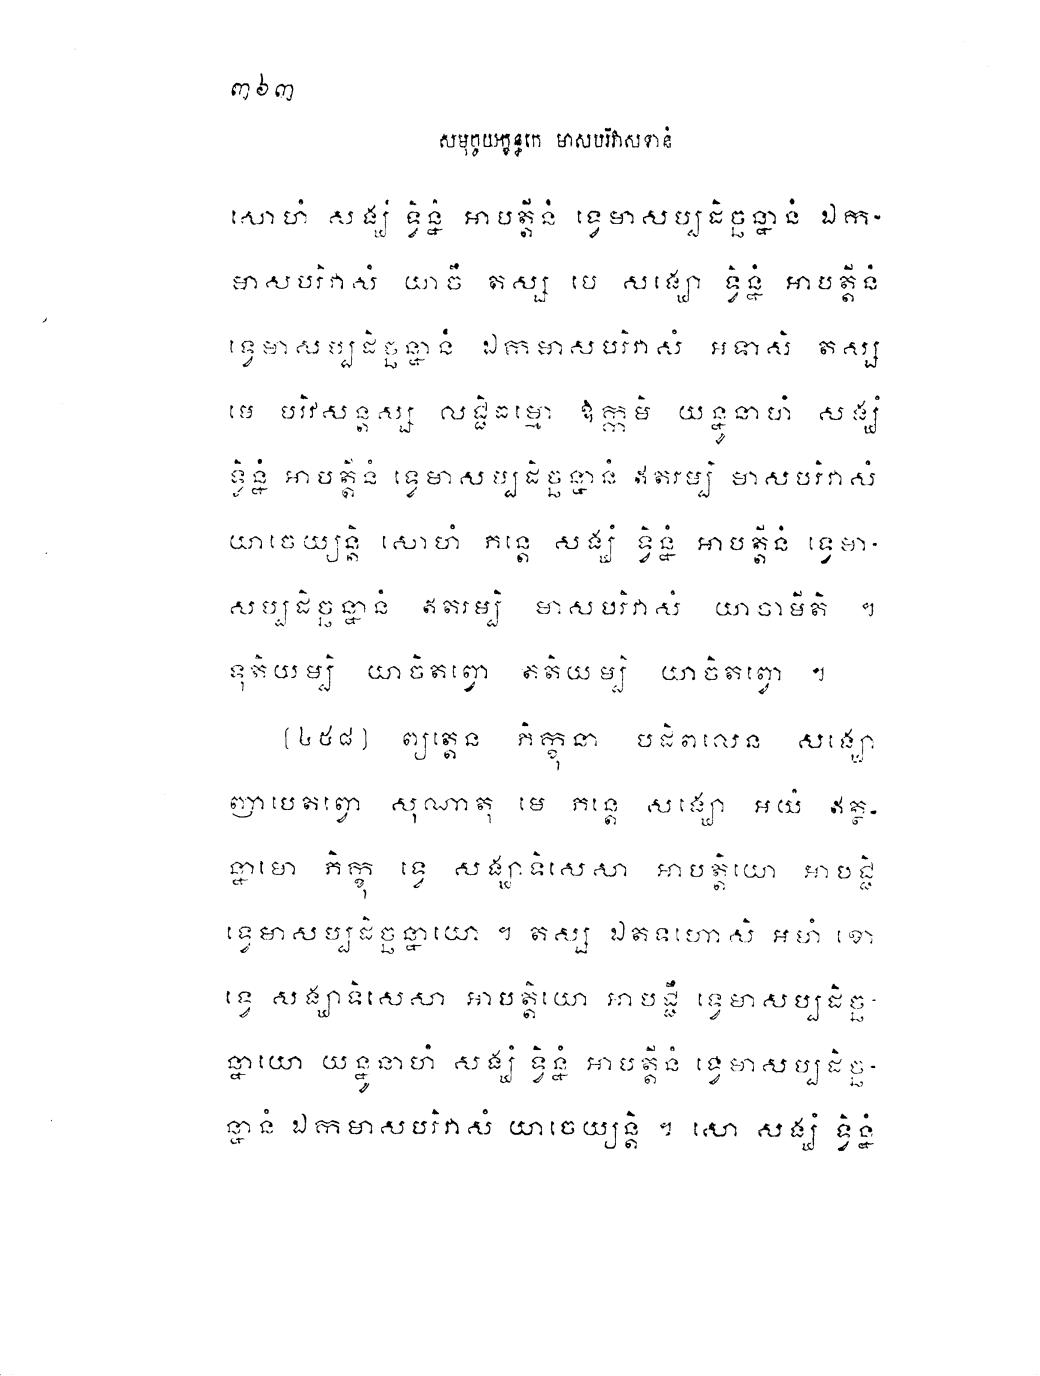 ៣៦៣
សមុច្ចយក្ខន្ធកេ មាសបរិវាសទានំ
សោហំ សង្ឃំ ទ្វិន្នំ អាបត្តីនំ ទ្វេមាសប្បដិច្ឆន្នានំ ឯក-
មាសបរិវាសំ យាចឹ តស្ស មេ សង្ឃោ ទ្វិន្នំ អាបត្តីនំ
ទ្វេមាសប្បដិច្ឆន្នានំ ឯកមាសបរិវាសំ អទាសិ តស្ស
មេ បរិវសន្តស្ស លជ្ជិធម្មោ ឱក្កមិ យន្នូនាហំ សង្ឃំ
ទ្វិន្នំ អាបត្តីនំ ទ្វេមាសប្បដិច្ឆន្នានំ ឥតរម្បិ មាសបរិវាសំ
យាចេយ្យន្តិ សោហំ ភន្តេ សង្ឃំ ទ្វិន្នំ អាបត្តីនំ ទ្វេមា-
សប្បដិច្ឆន្នានំ ឥតរម្បិ មាសបរិវាសំ យាចាមីតិ ។
ទុតិយម្បិ យាចិតព្វោ តតិយម្បិ យាចិតព្វោ ។
(៤៥៨) ព្យត្តេន ភិក្ខុនា បដិពលេន សង្ឃោ
ញាបេតព្វោ សុណាតុ មេ ភន្តេ សង្ឃោ អយំ ឥត្ថ-
ន្នាមោ ភិក្ខុ ទ្វេ សង្ឃាទិសេសា អាបត្តិយោ អាបជ្ជិ
ទ្វេមាសប្បដិច្ឆន្នាយោ ។ តស្ស ឯតទហោសិ អហំ ខោ
ទ្វេ សង្ឃាទិសេសា អាបត្តិយោ អាបជ្ជឹ ទ្វេមាសប្បដិច្ឆ-
ន្នាយោ យន្នូនាហំ សង្ឃំ ទ្វិន្នំ អាបត្តីនំ ទ្វេមាសប្បដិច្ឆ-
ន្នានំ ឯកមាសបរិវាសំ យាចេយ្យន្តិ ។ សោ សង្ឃំ ទ្វិន្នំ